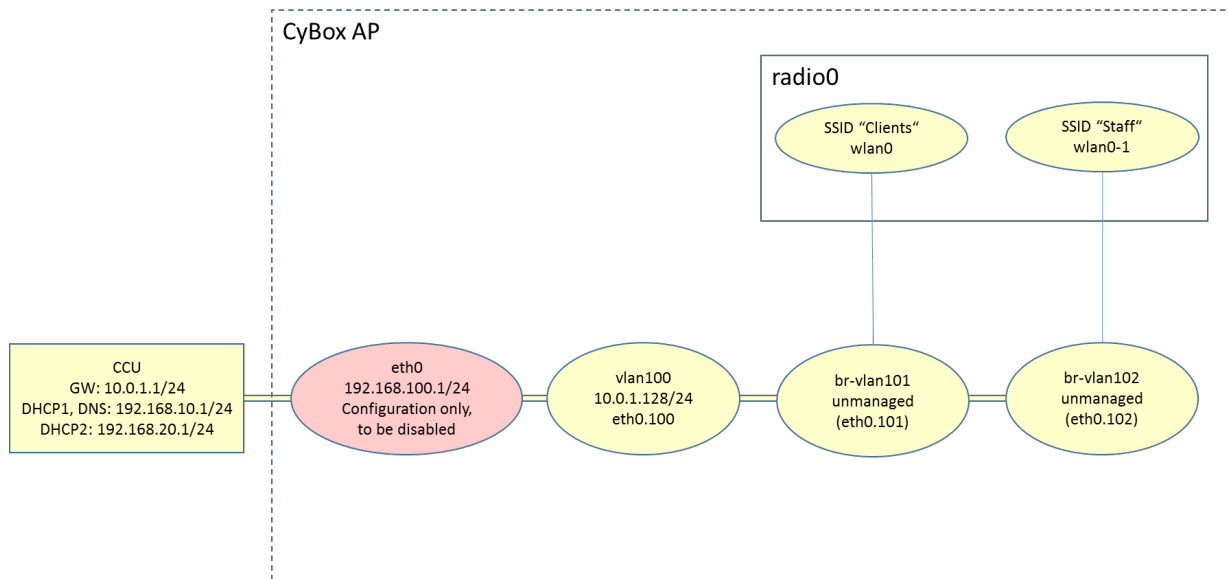 CyBox AP
radio0
SSID “Clients“
wlan0
SSID “Staff“
wlan0-1
CCU
GW: 10.0.1.1/24
DHCP1, DNS: 192.168.10.1/24
DHCP2: 192.168.20.1/24
eth0
192.168.100.1/24
Configuration only,
to be disabled
vlan100
10.0.1.128/24
eth0.100
br-vlan101
unmanaged
(eth0.101)
br-vlan102
unmanaged
(eth0.102)